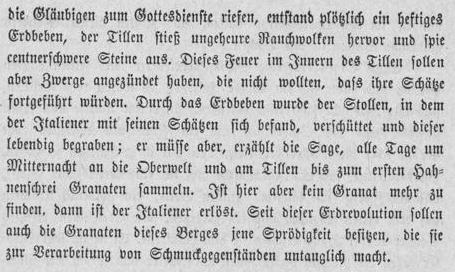 die Gläubigen zum Gottesdienste riefen, entstand plötzlich ein heftiges
Erdbeben, der Tillen stieß ungeheure Rauchwolken hervor und spie
centnerschwere Steine aus. Dieses Feuer im Innern des Tillen sollen
aber Zwerge angezündet haben, die nicht wollten, daſs ihre Schätze
fortgeführt würden. Durch das Erdbeben wurde der Stollen, in dem
der Italiener mit seinen Schätzen sich befand, verschüttet und dieser
lebendig begraben; er müsse aber, erzählt die Sage, alle Tage um
Mitternacht an die Oberwelt und am Tillen bis zum ersten Hah-
nenschrei Granaten sammeln. Ist hier aber kein Granat mehr zu
finden, dann ist der Italiener erlöst. Seit dieser Erdrevolution sollen
auch die Granaten dieses Berges jene Sprödigkeit besitzen, die sie
zur Verarbeitung von Schmuckgegenständen untauglich macht.